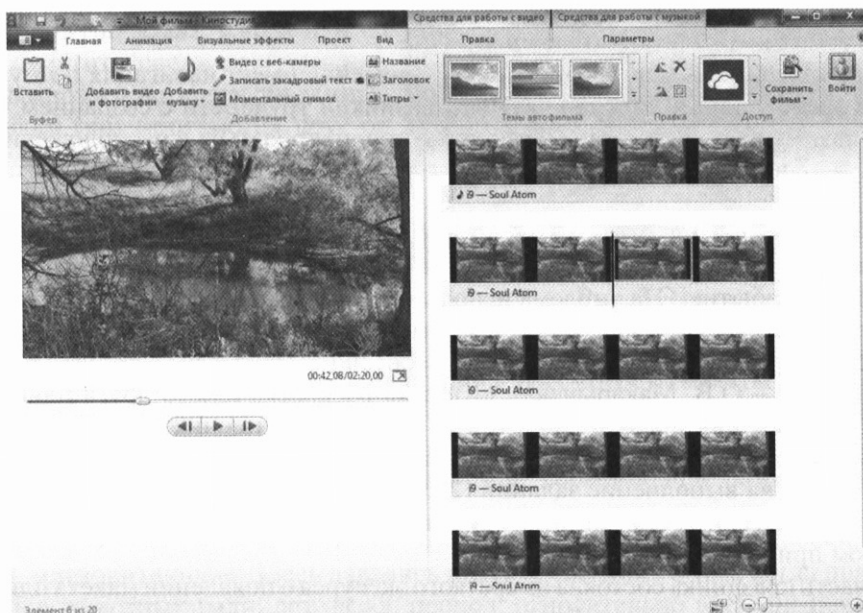 Мой фильм - Киностудия
Средства для работы с видео
Средства для работы с музыкой
Главная
Анимация
Визуальные эффекты
Проект
Вид
Правка
Параметры
Вставить
Добавить видео и фотографии
Добавить музыку
Видео с веб-камеры
Записать закадровый текст
Моментальный снимок
Название
Заголовок
Титры
Сохранить фильм
Войти
Буфер
Добавление
Темы автофильма
Правка
Доступ
— Soul Atom
— Soul Atom
00:42,08/02:20,00
— Soul Atom
— Soul Atom
— Soul Atom
Элемент 6 из 20